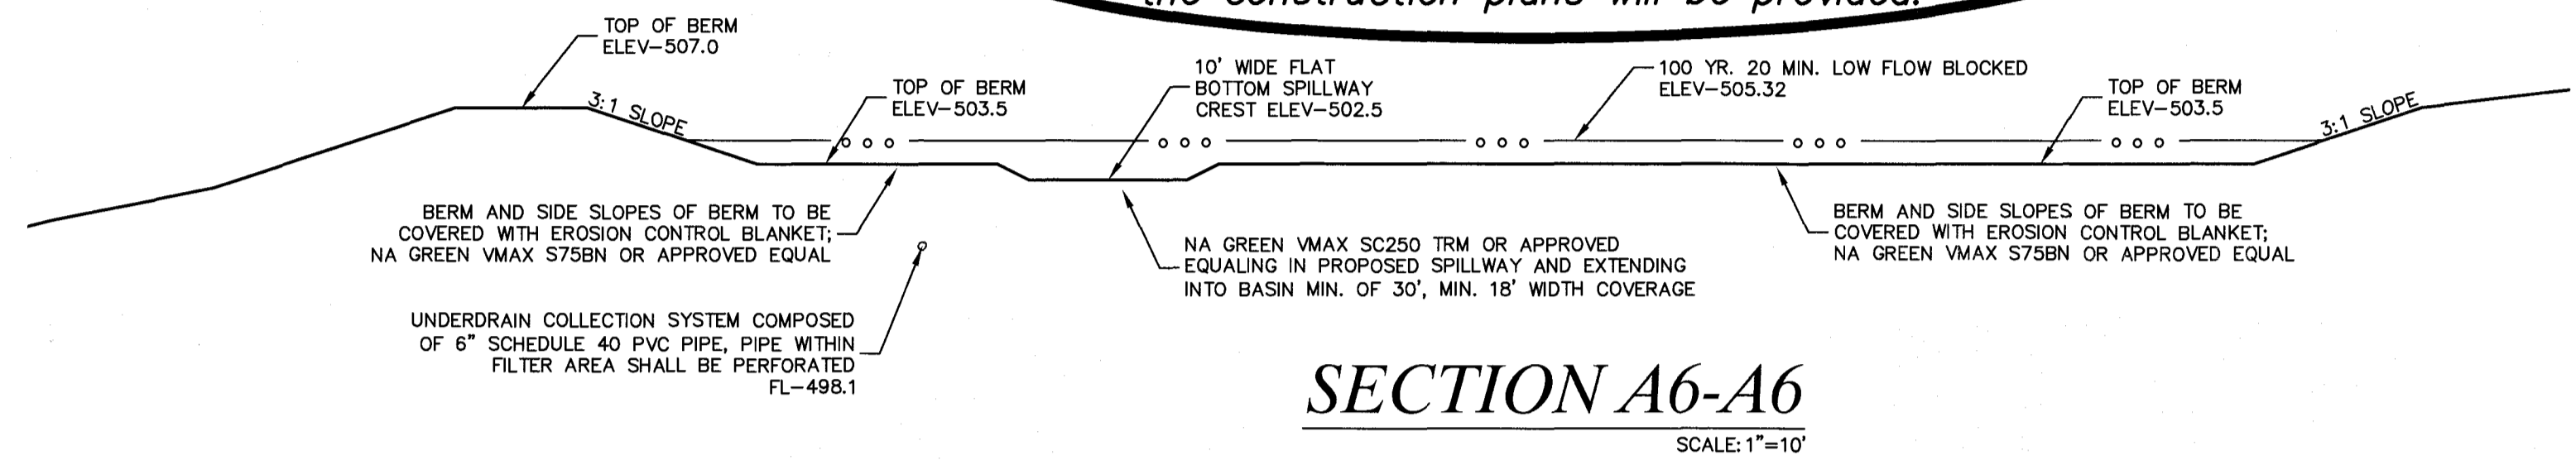 the construction plans will be provided.
TOP OF BERM
ELEV-507.0
3:1 SLOPE
TOP OF BERM
ELEV-503.5
10' WIDE FLAT
BOTTOM SPILLWAY
CREST ELEV-502.5
100 YR. 20 MIN. LOW FLOW BLOCKED
ELEV-505.32
TOP OF BERM
ELEV-503.5
3:1 SLOPE
BERM AND SIDE SLOPES OF BERM TO BE
COVERED WITH EROSION CONTROL BLANKET;
NA GREEN VMAX S75BN OR APPROVED EQUAL
NA GREEN VMAX SC250 TRM OR APPROVED
EQUALING IN PROPOSED SPILLWAY AND EXTENDING
INTO BASIN MIN. OF 30', MIN. 18' WIDTH COVERAGE
BERM AND SIDE SLOPES OF BERM TO BE
COVERED WITH EROSION CONTROL BLANKET;
NA GREEN VMAX S75BN OR APPROVED EQUAL
UNDERDRAIN COLLECTION SYSTEM COMPOSED
OF 6" SCHEDULE 40 PVC PIPE, PIPE WITHIN
FILTER AREA SHALL BE PERFORATED
FL-498.1
SECTION A6-A6
SCALE: 1"=10'